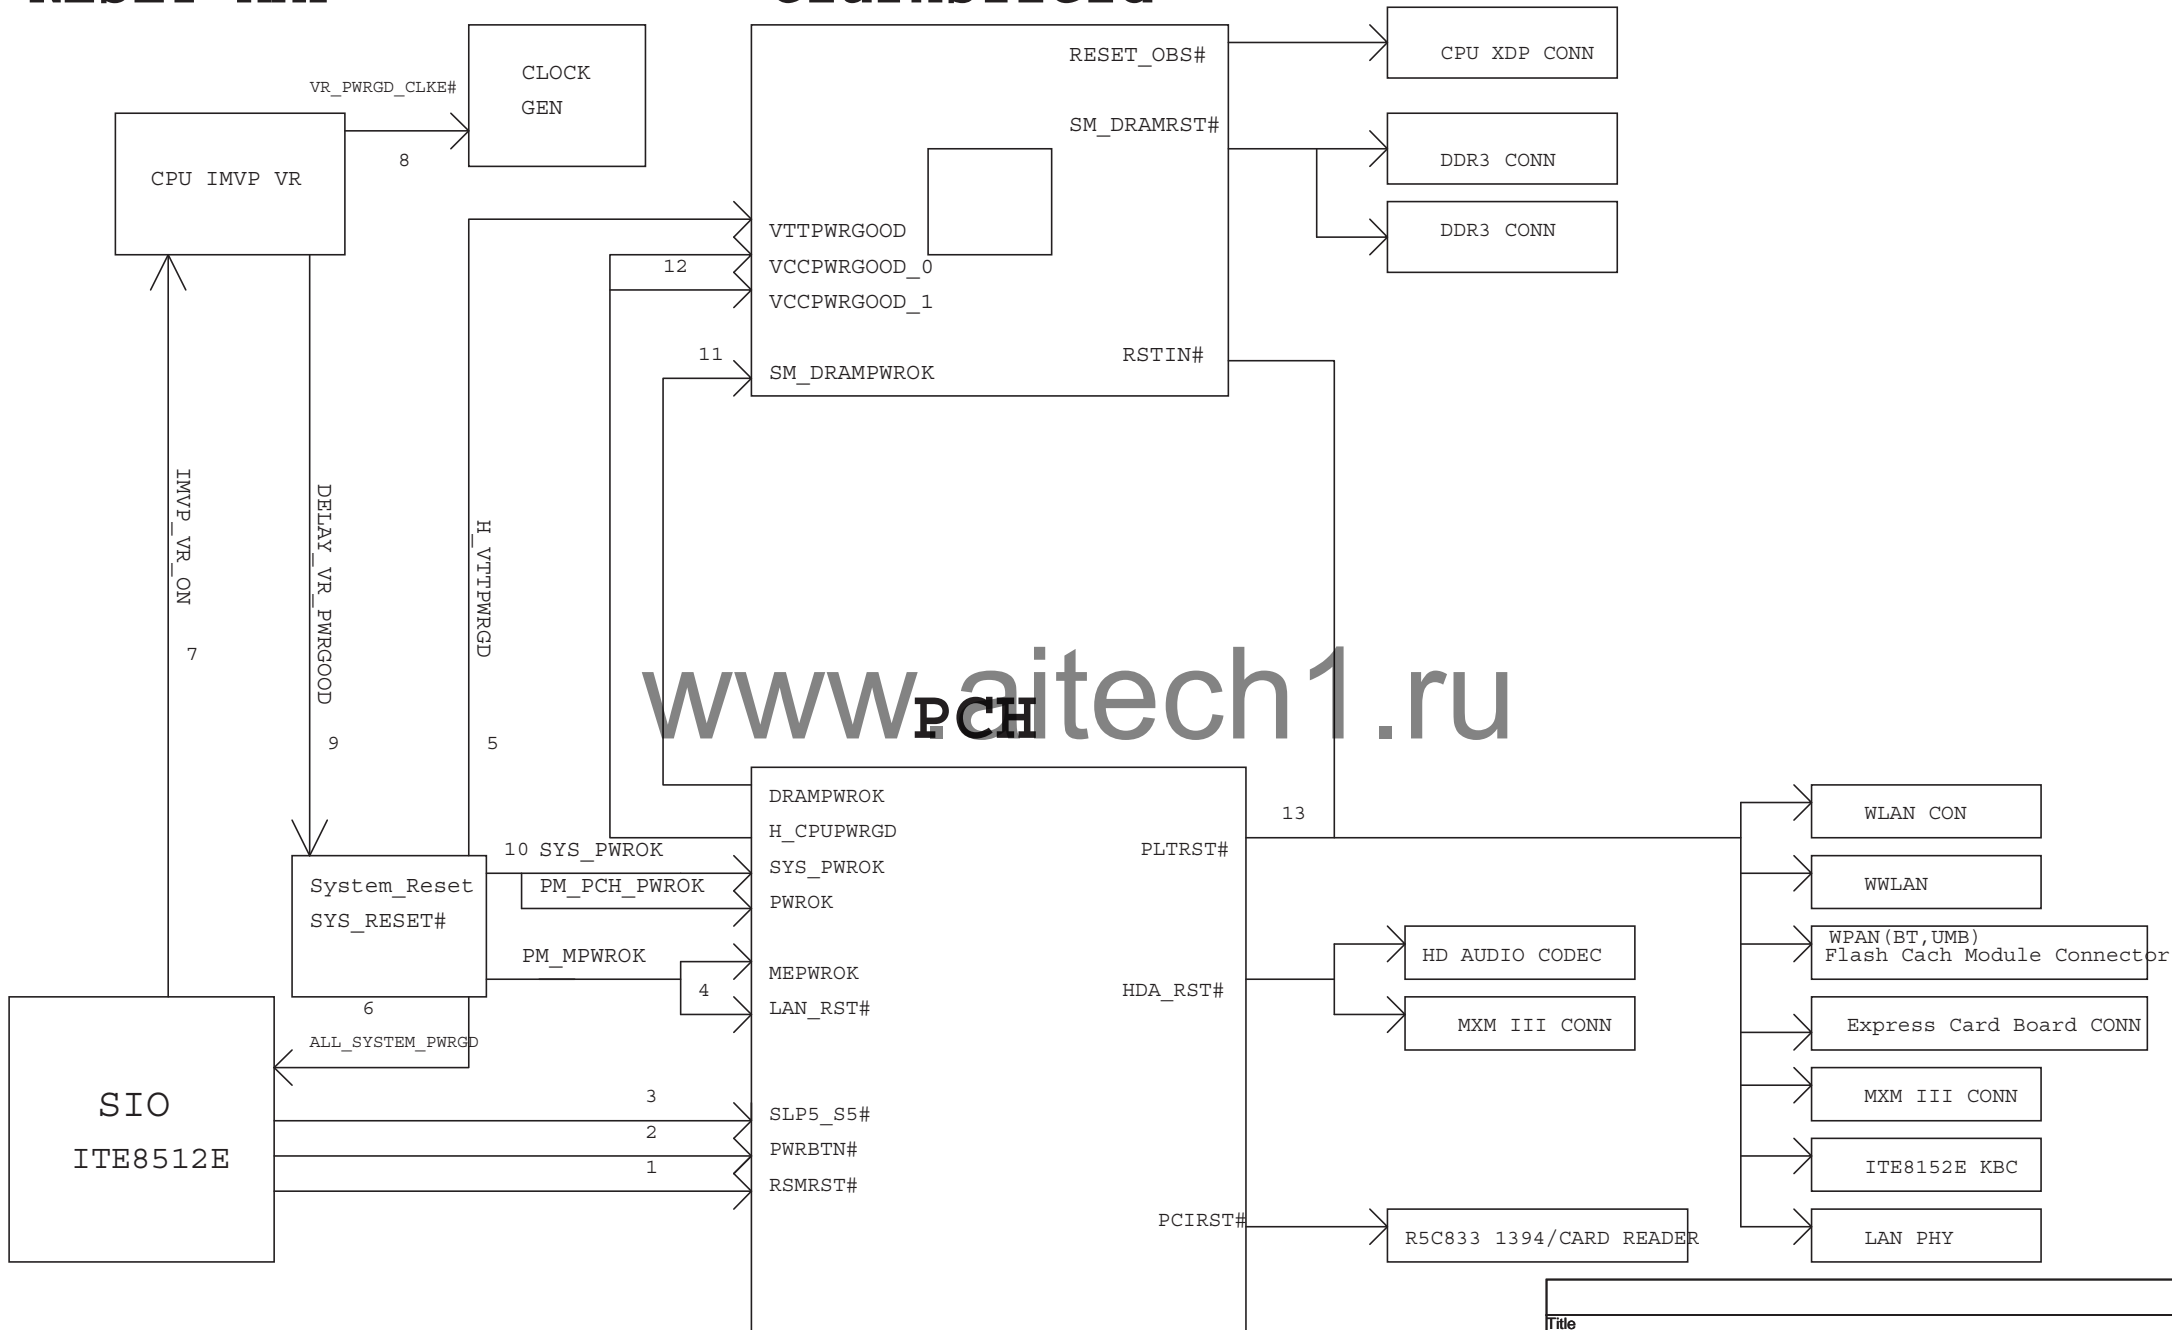 VR_PWRGD_CLKE#
CLOCK
GEN
8
CPU IMVP VR
RESET_OBS#
SM_DRAMRST#
VTTPWRGOOD
VCCPWRGOOD_0
VCCPWRGOOD_1
SM_DRAMPWROK
RSTIN#
12
11
CPU XDP CONN
DDR3 CONN
DDR3 CONN
IMVP_VR_ON
7
DELAY_VR_PWRGOOD
9
H_VTTPWRGD
5
www.aitech1.ru
PCH
DRAMPWROK
H_CPUPWRGD
SYS_PWROK
PWROK
MEPWROK
LAN_RST#
SLP5_S5#
PWRBTN#
RSMRST#
PLTRST#
HDA_RST#
PCIRST#
13
10 SYS_PWROK
PM_PCH_PWROK
PM_MPWROK
4
System_Reset
SYS_RESET#
6
ALL_SYSTEM_PWRGD
SIO
ITE8512E
3
2
1
HD AUDIO CODEC
MXM III CONN
R5C833 1394/CARD READER
WLAN CON
WWLAN
WPAN(BT,UMB)
Flash Cach Module Connector
Express Card Board CONN
MXM III CONN
ITE8152E KBC
LAN PHY
Title